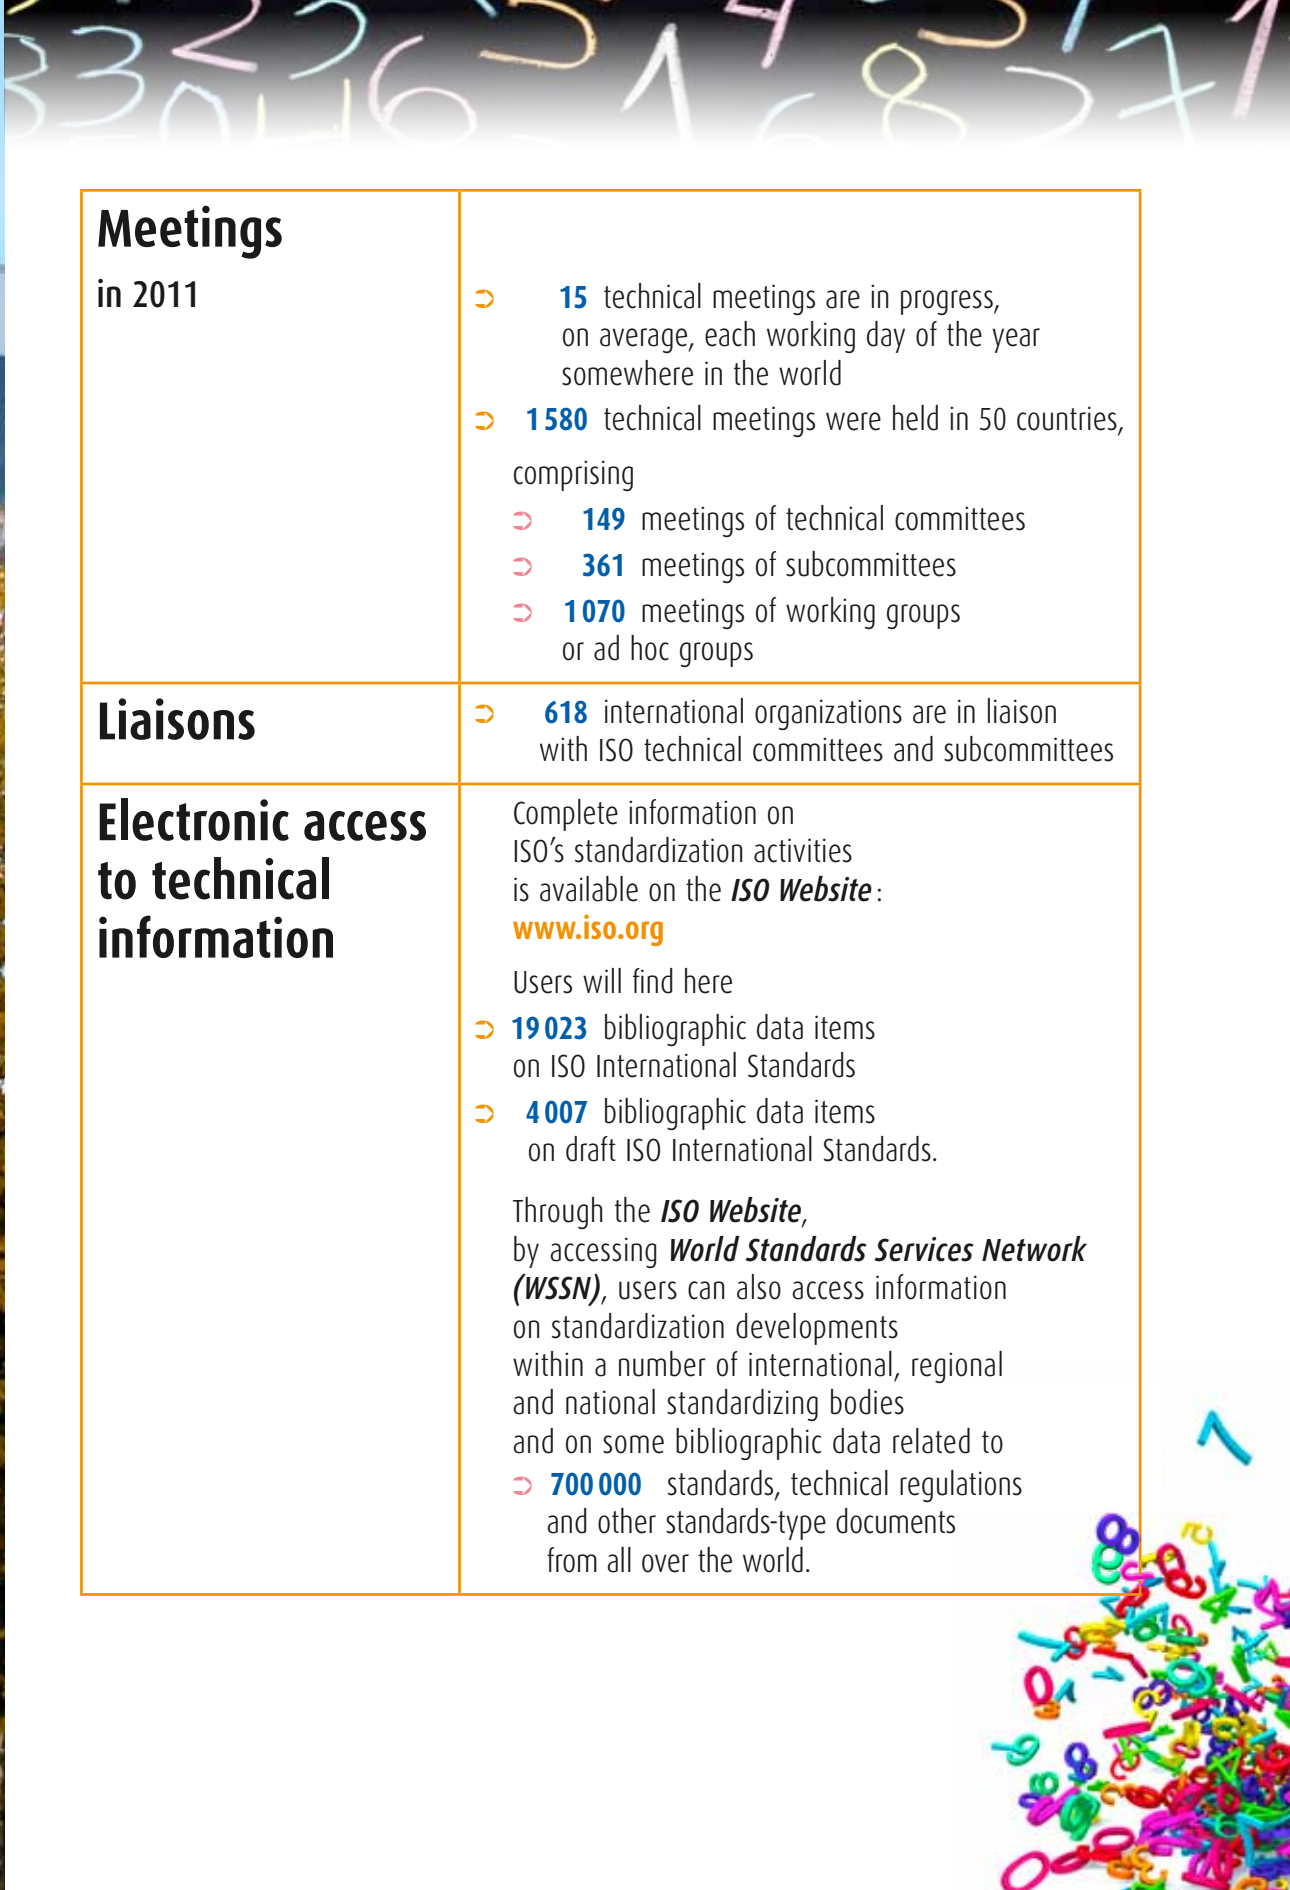 Meetings
in 2011
➲ 15 technical meetings are in progress,
on average, each working day of the year
somewhere in the world
➲ 1 580 technical meetings were held in 50 countries,
comprising
➲ 149 meetings of technical committees
➲ 361 meetings of subcommittees
➲ 1 070 meetings of working groups
or ad hoc groups
Liaisons
➲ 618 international organizations are in liaison
with ISO technical committees and subcommittees
Electronic access
to technical
information
Complete information on
ISO’s standardization activities
is available on the ISO Website :
www.iso.org
Users will find here
➲ 19 023 bibliographic data items
on ISO International Standards
➲ 4 007 bibliographic data items
on draft ISO International Standards.
Through the ISO Website,
by accessing World Standards Services Network
(WSSN), users can also access information
on standardization developments
within a number of international, regional
and national standardizing bodies
and on some bibliographic data related to
➲ 700 000 standards, technical regulations
and other standards-type documents
from all over the world.